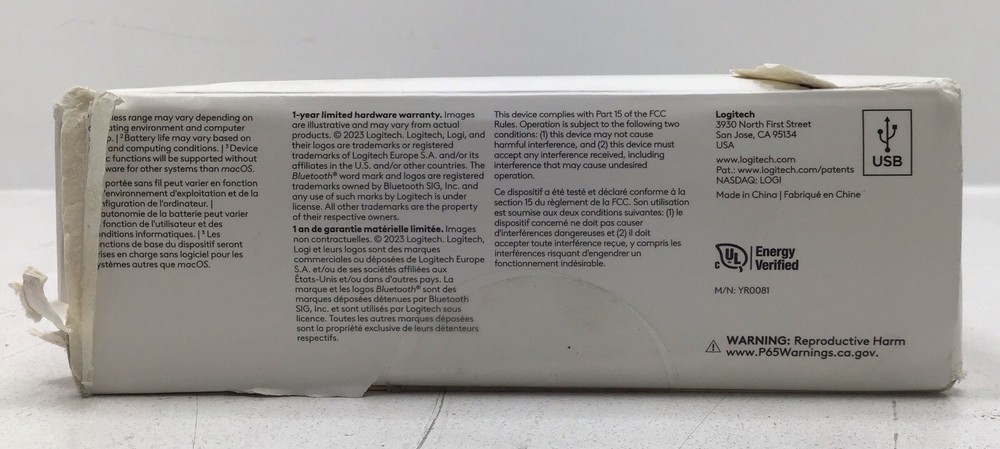 less range may vary depending on
ating environment and computer
p. | ² Battery life may vary based on
and computing conditions. | ³ Device
c functions will be supported without
ware for other systems than macOS.
portée sans fil peut varier en fonction
'environnement d'exploitation et de la
nfiguration de l'ordinateur. |
autonomie de la batterie peut varier
fonction de l'utilisateur et des
nditions informatiques. | ³ Les
nctions de base du dispositif seront
ises en charge sans logiciel pour les
ystèmes autres que macOS.
1-year limited hardware warranty. Images
are illustrative and may vary from actual
products. © 2023 Logitech. Logitech, Logi, and
their logos are trademarks or registered
trademarks of Logitech Europe S.A. and/or its
affiliates in the U.S. and/or other countries. The
Bluetooth® word mark and logos are registered
trademarks owned by Bluetooth SIG, Inc. and
any use of such marks by Logitech is under
license. All other trademarks are the property
of their respective owners.
1 an de garantie matérielle limitée. Images
non contractuelles. © 2023 Logitech. Logitech,
Logi et leurs logos sont des marques
commerciales ou déposées de Logitech Europe
S.A. et/ou de ses sociétés affiliées aux
États-Unis et/ou dans d'autres pays. La
marque et les logos Bluetooth® sont des
marques déposées détenues par Bluetooth
SIG, Inc. et sont utilisés par Logitech sous
licence. Toutes les autres marques déposées
sont la propriété exclusive de leurs détenteurs
respectifs.
This device complies with Part 15 of the FCC
Rules. Operation is subject to the following two
conditions: (1) this device may not cause
harmful interference, and (2) this device must
accept any interference received, including
interference that may cause undesired
operation.
Ce dispositif a été testé et déclaré conforme à la
section 15 du règlement de la FCC. Son utilisation
est soumise aux deux conditions suivantes: (1) le
dispositif concerné ne doit pas causer
d'interférences dangereuses et (2) il doit
accepter toute interférence reçue, y compris les
interférences risquant d'engendrer un
fonctionnement indésirable.
Logitech
3930 North First Street
San Jose, CA 95134
USA
www.logitech.com
Pat.: www.logitech.com/patents
NASDAQ: LOGI
Made in China | Fabriqué en Chine
USB
c UL Energy
Verified
M/N: YR0081
WARNING: Reproductive Harm
www.P65Warnings.ca.gov.